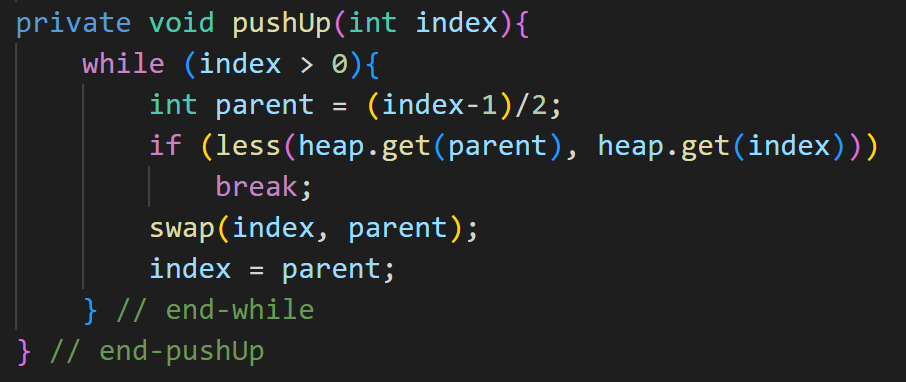 private void pushUp(int index){
    while (index > 0){
        int parent = (index-1)/2;
        if (less(heap.get(parent), heap.get(index)))
            break;
        swap(index, parent);
        index = parent;
    } // end-while
} // end-pushUp